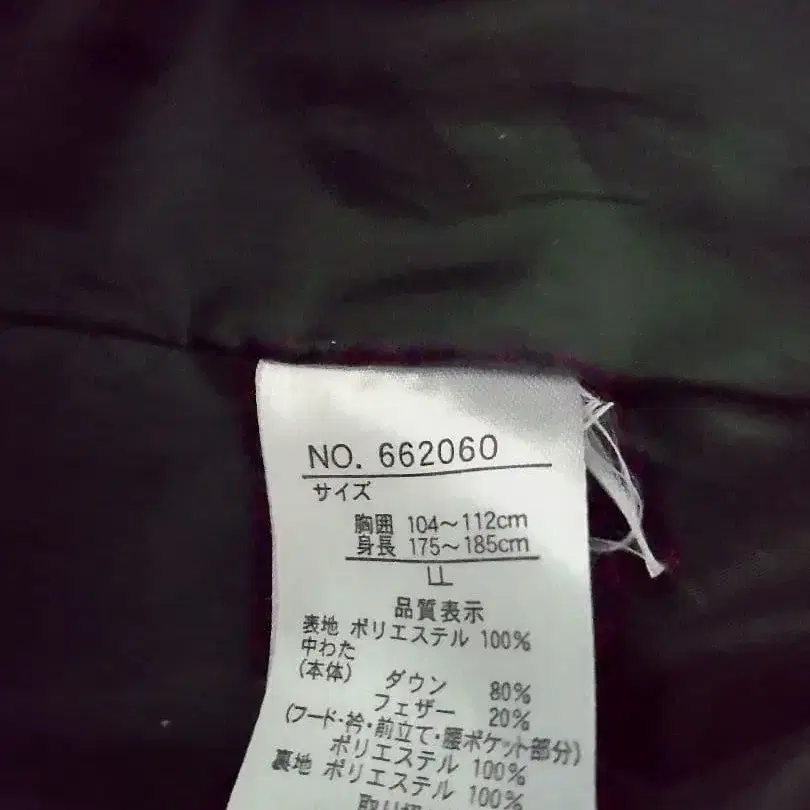 NO. 662060
サイズ
胸囲 104〜112cm
身長 175〜185cm
LL
品質表示
表地 ポリエステル 100%
中わた
(本体) ダウン 80%
フェザー 20%
(フード・衿・前立て・腰ポケット部分)
ポリエステル 100%
裏地 ポリエステル 100%